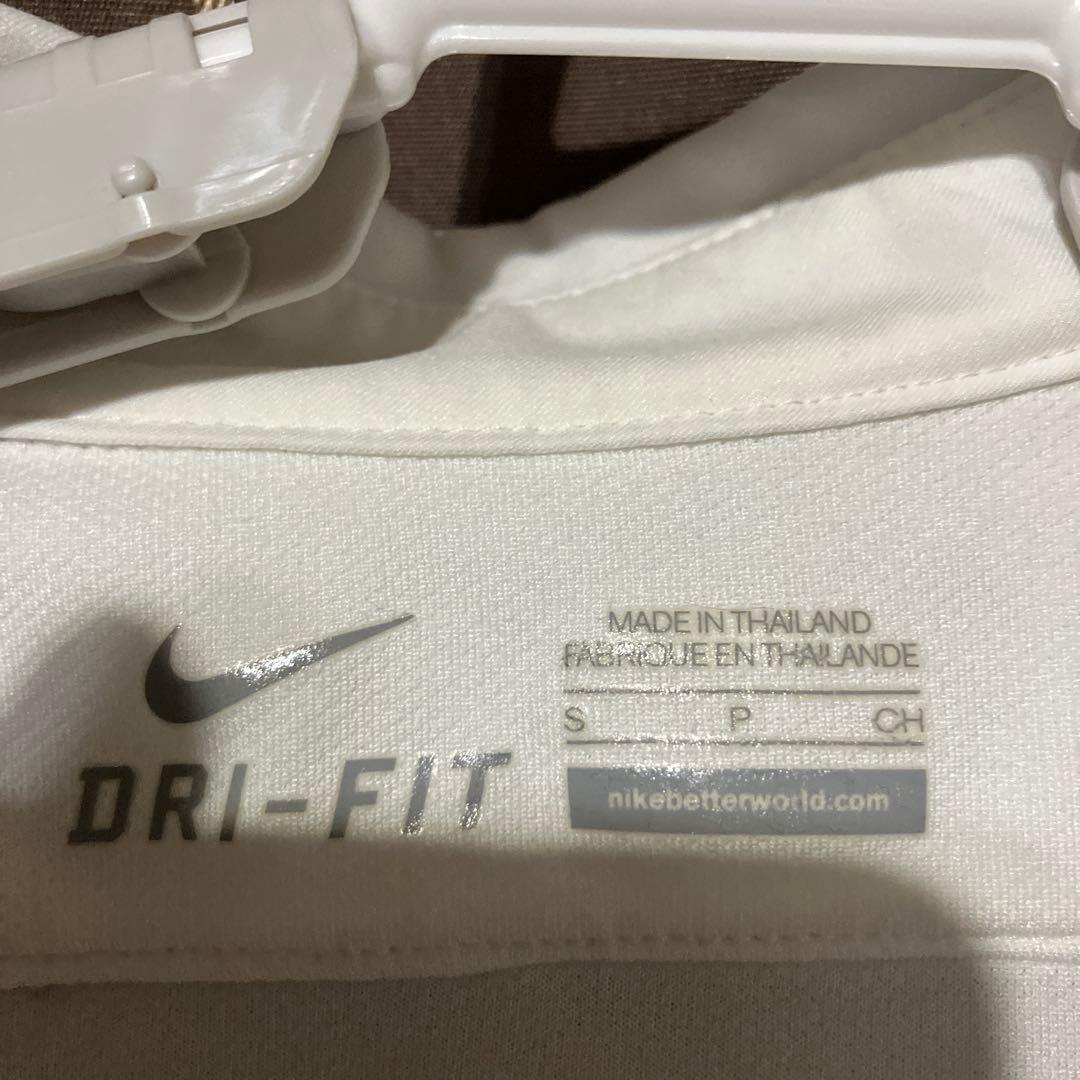 DRI-FIT
MADE IN THAILAND
FABRIQUE EN THAILANDE
S P CH
nikebetterworld.com